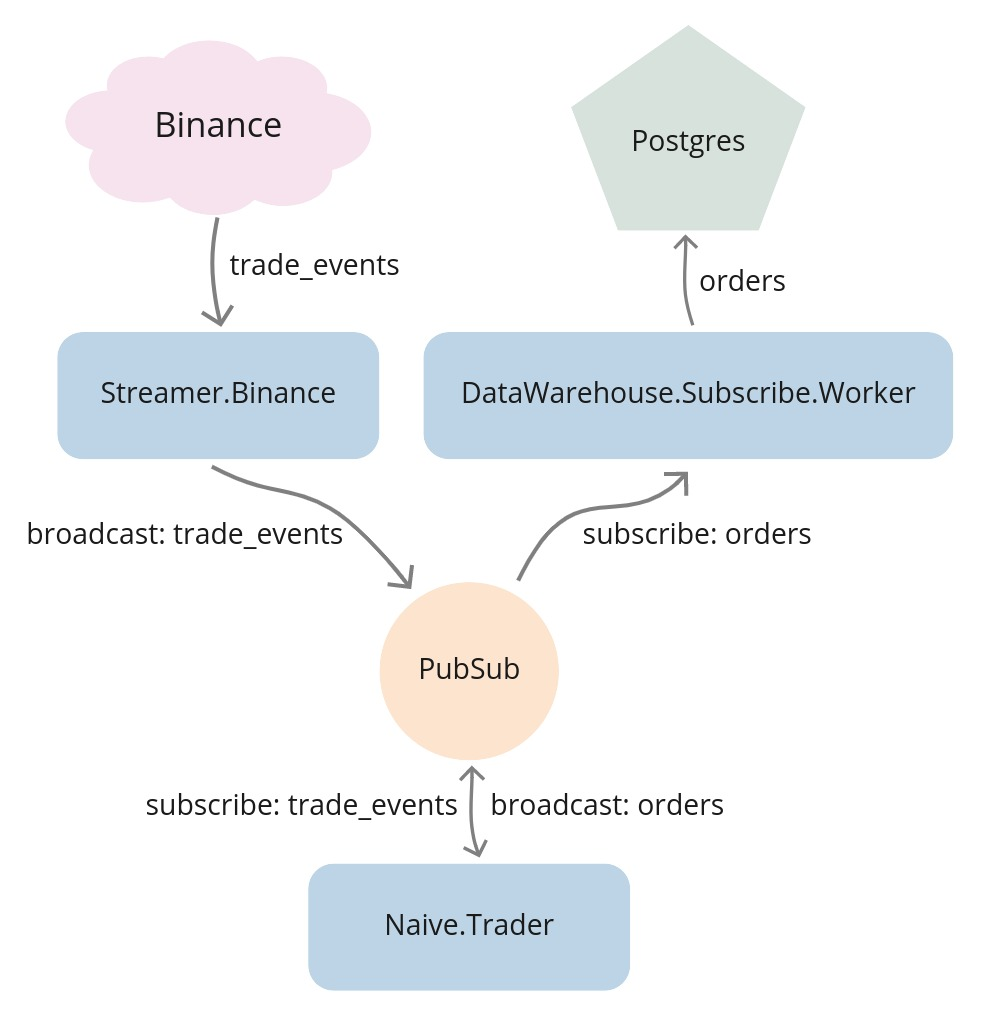 Binance
Postgres
trade_events
orders
Streamer.Binance
DataWarehouse.Subscribe.Worker
broadcast: trade_events
subscribe: orders
PubSub
subscribe: trade_events
broadcast: orders
Naive.Trader